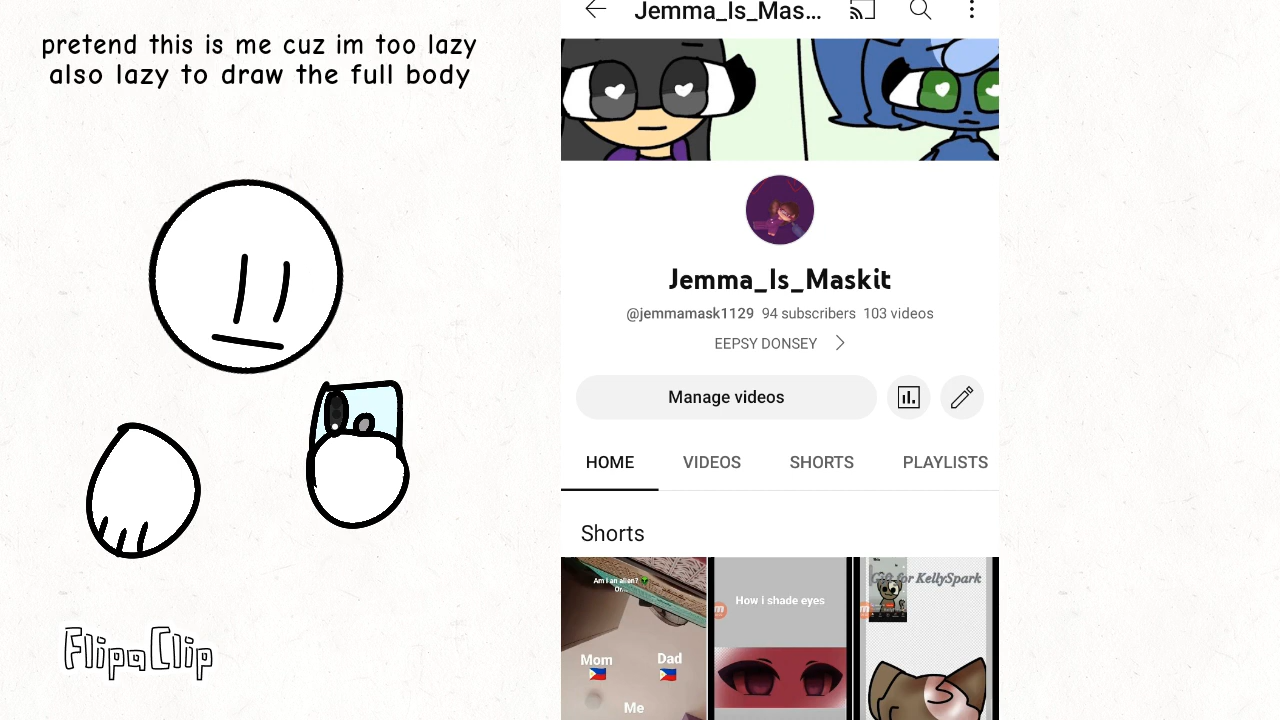 pretend this is me cuz im too lazy
also lazy to draw the full body
FlipaClip
Jemma_Is_Mas...
Jemma_Is_Maskit
@jemmamask1129 94 subscribers 103 videos
EEPSY DONSEY
Manage videos
HOME VIDEOS SHORTS PLAYLISTS
Shorts
Am I an alien? 👽
Or...
Mom Dad
🇵🇭 🇵🇭
Me
How i shade eyes
Gift for KellySpark